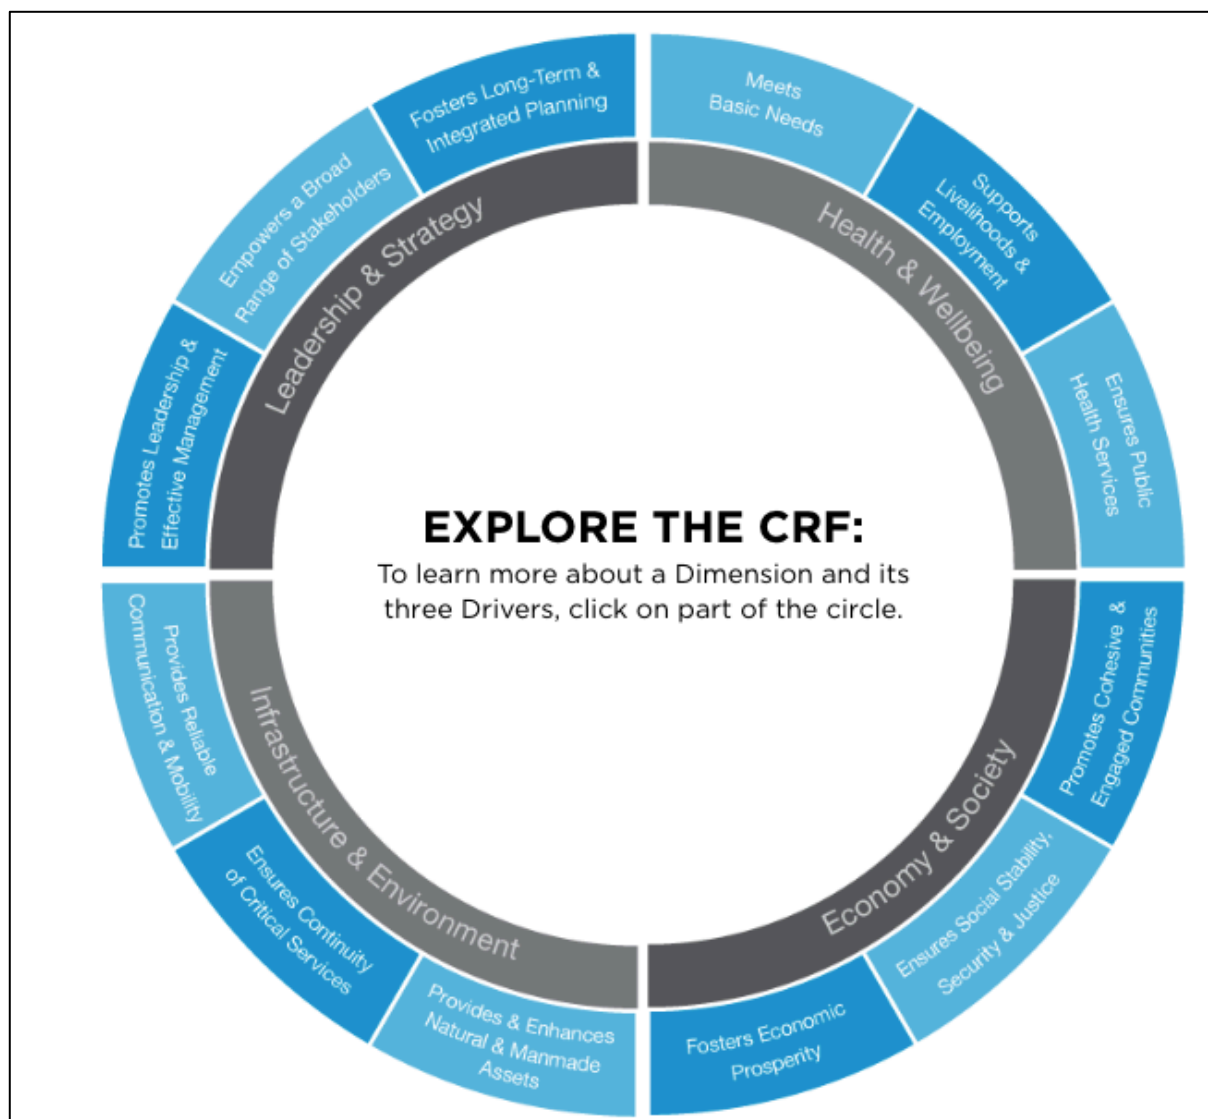 Fosters Long-Term &
Integrated Planning
Meets
Basic Needs
Supports
Livelihoods &
Employment
Ensures Public
Health Services
Promotes Cohesive &
Engaged Communities
Ensures Social Stability,
Security & Justice
Fosters Economic
Prosperity
Provides & Enhances
Natural & Manmade
Assets
Ensures Continuity
of Critical Services
Provides Reliable
Communication & Mobility
Promotes Leadership &
Effective Management
Empowers a Broad
Range of Stakeholders
Leadership & Strategy
Health & Wellbeing
Economy & Society
Infrastructure & Environment
EXPLORE THE CRF:
To learn more about a Dimension and its
three Drivers, click on part of the circle.